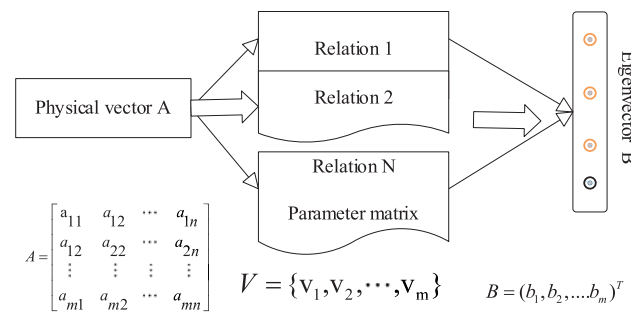 Relation 1
Physical vector A
Relation 2
Relation N
Parameter matrix
Eigenvector B
A = [a₁₁ a₁₂ ⋯ a₁ₙ
a₁₂ a₂₂ ⋯ a₂ₙ
⋮ ⋮ ⋮ ⋮
aₘ₁ aₘ₂ ⋯ aₘₙ]
V = {v₁,v₂,⋯,vₘ}
B = (b₁,b₂,....bₘ)ᵀ